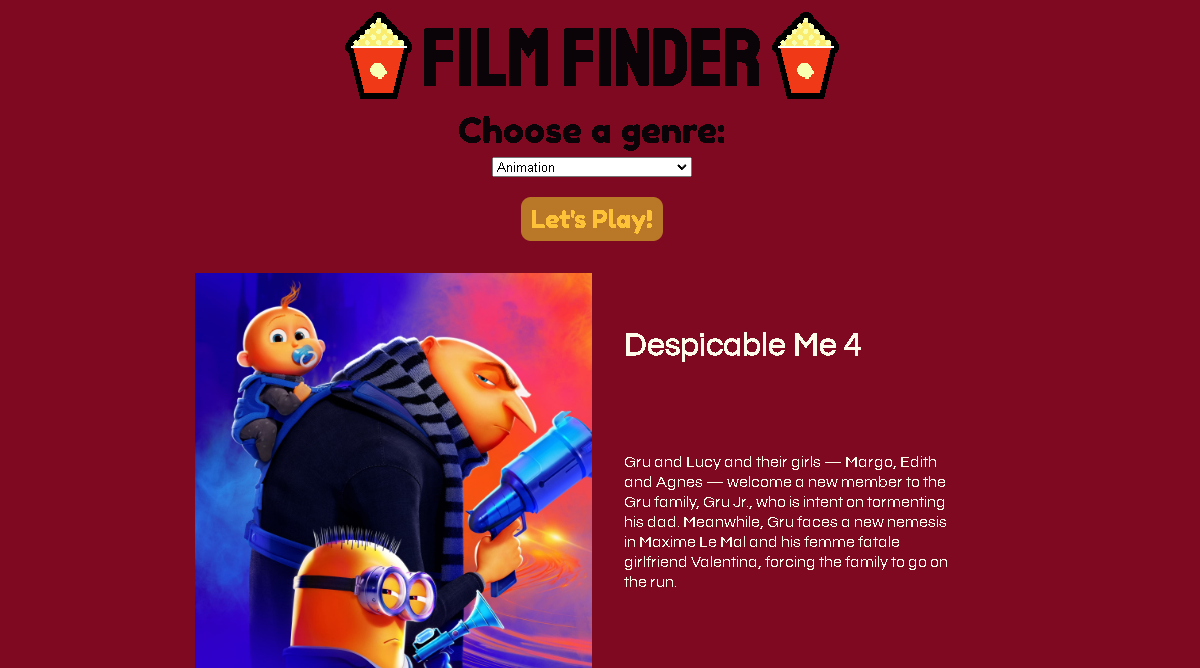 FILM FINDER
Choose a genre:
Animation
Let's Play!
Despicable Me 4
Gru and Lucy and their girls — Margo, Edith
and Agnes — welcome a new member to the
Gru family, Gru Jr., who is intent on tormenting
his dad. Meanwhile, Gru faces a new nemesis
in Maxime Le Mal and his femme fatale
girlfriend Valentina, forcing the family to go on
the run.